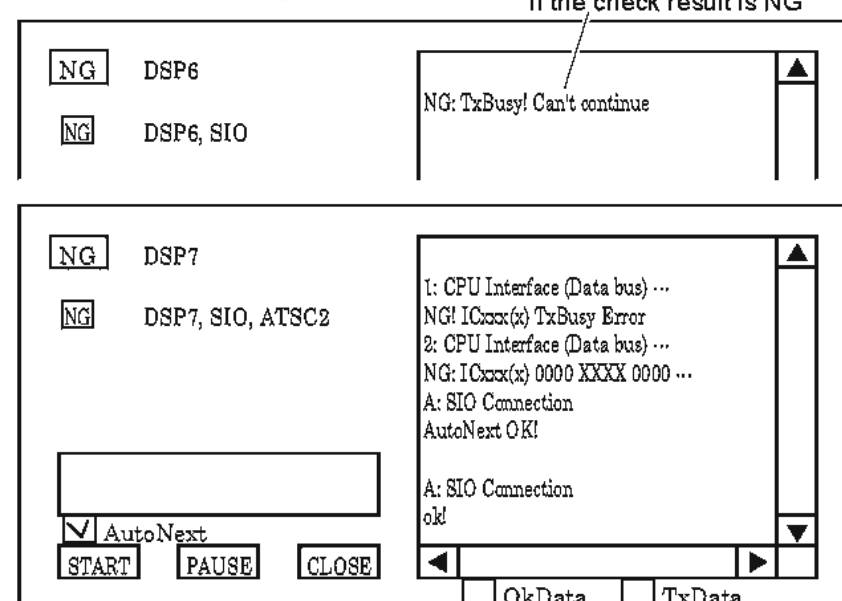 If the check result is NG
NG DSP6
NG DSP6, SIO
NG: TxBusy! Can't continue
NG DSP7
NG DSP7, SIO, ATSC2
1: CPU Interface (Data bus) ···
NG! ICxxx(x) TxBusy Error
2: CPU Interface (Data bus) ···
NG: ICxxx(x) 0000 XXXX 0000 ···
A: SIO Connection
AutoNext OK!
A: SIO Connection
ok!
AutoNext
START PAUSE CLOSE
OkData TxData